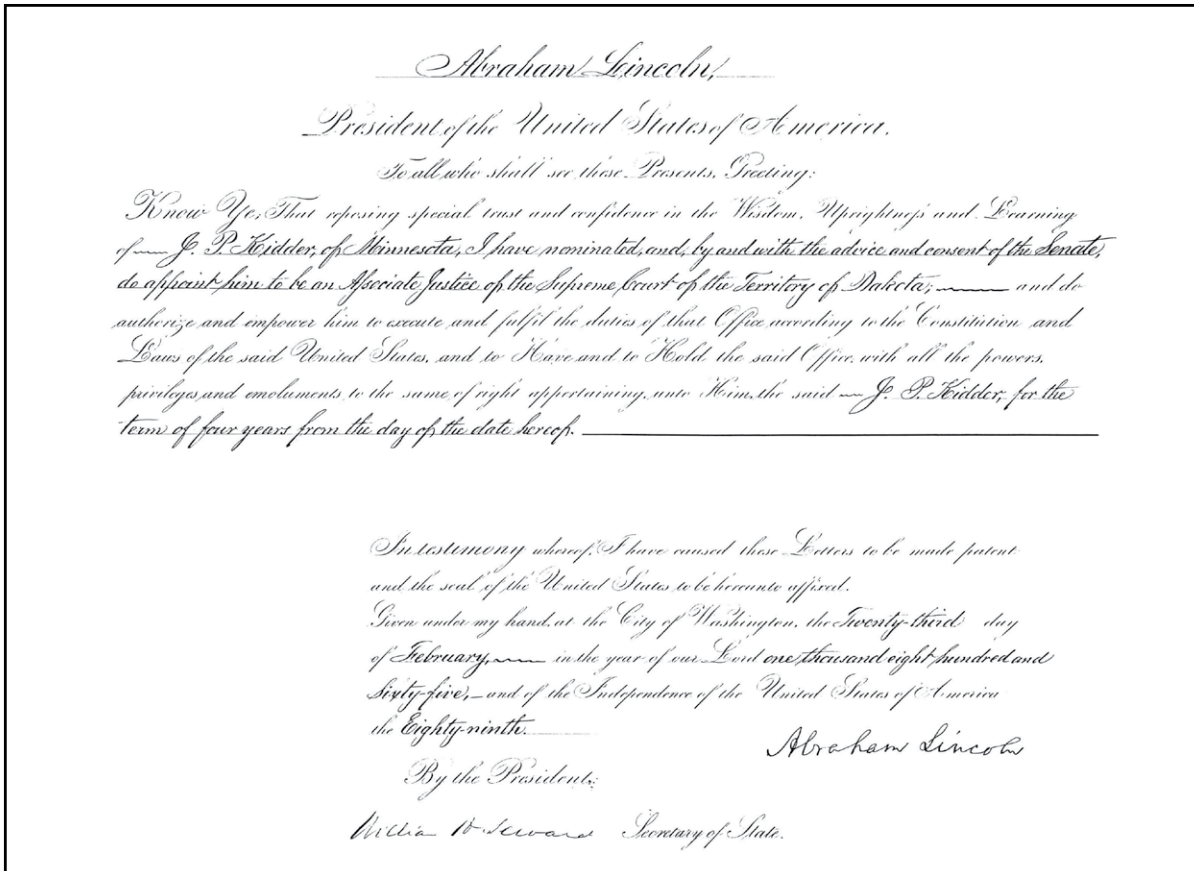 Abraham Lincoln,
President of the United States of America.
To all who shall see these Presents, Greeting:
Know Ye, That reposing special trust and confidence in the Wisdom, Uprightness and Learning
of J. P. Kidder, of Minnesota, I have nominated, and, by and with the advice and consent of the Senate,
do appoint him to be an Associate Justice of the Supreme Court of the Territory of Dakota; and do
authorize and empower him to execute and fulfil the duties of that Office according to the Constitution and
Laws of the said United States, and to Have and to Hold the said Office, with all the powers,
privileges and emoluments to the same of right appertaining, unto Him, the said J. P. Kidder, for the
term of four years from the day of the date hereof.
In testimony whereof, I have caused these Letters to be made patent
and the seal of the United States to be hereunto affixed.
Given under my hand, at the City of Washington, the Twenty-third day
of February, in the year of our Lord one thousand eight hundred and
Sixty-five, and of the Independence of the United States of America
the Eighty-ninth.
Abraham Lincoln
By the President:
William H. Seward Secretary of State.